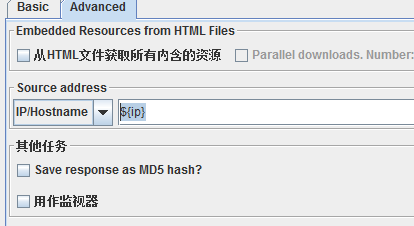 Basic
Advanced
Embedded Resources from HTML Files
从HTML文件获取所有内含的资源
Parallel downloads. Number:
Source address
IP/Hostname
${ip}
其他任务
Save response as MD5 hash?
用作监视器